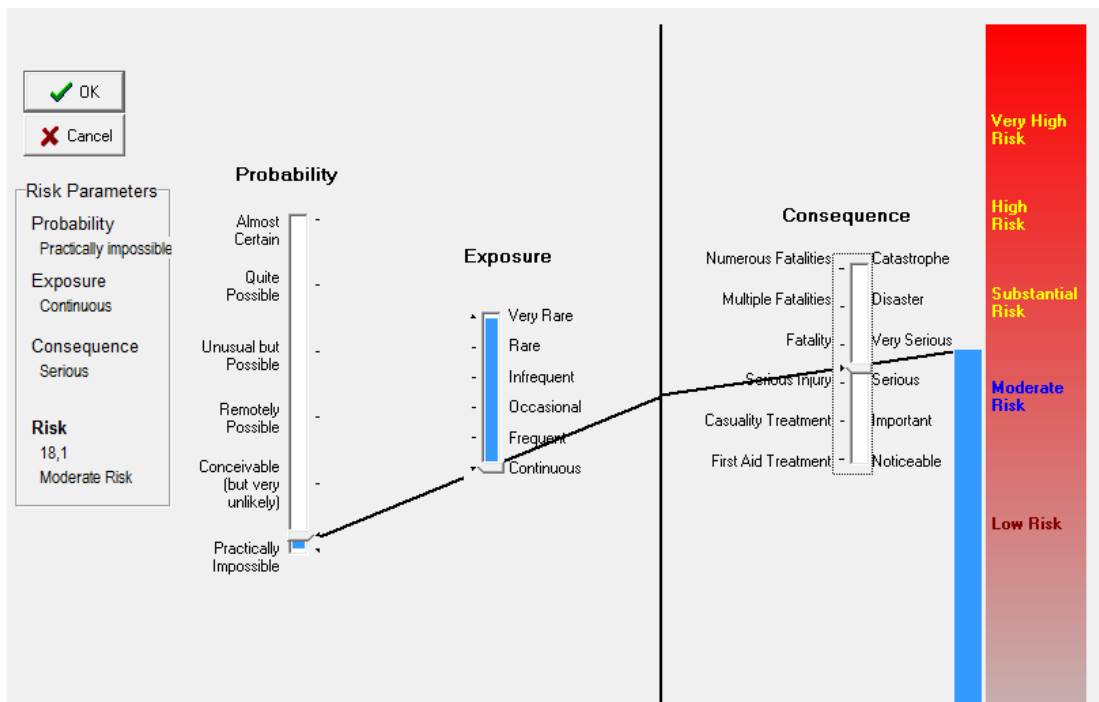 OK
Cancel
Risk Parameters
Probability
Practically impossible
Exposure
Continuous
Consequence
Serious
Risk
18,1
Moderate Risk
Probability
Almost
Certain
Quite
Possible
Unusual but
Possible
Remotely
Possible
Conceivable
(but very
unlikely)
Practically
Impossible
Exposure
Very Rare
Rare
Infrequent
Occasional
Frequent
Continuous
Consequence
Numerous Fatalities
Catastrophe
Multiple Fatalities
Disaster
Fatality
Very Serious
Serious Injury
Serious
Casuality Treatment
Important
First Aid Treatment
Noticeable
Very High
Risk
High
Risk
Substantial
Risk
Moderate
Risk
Low Risk